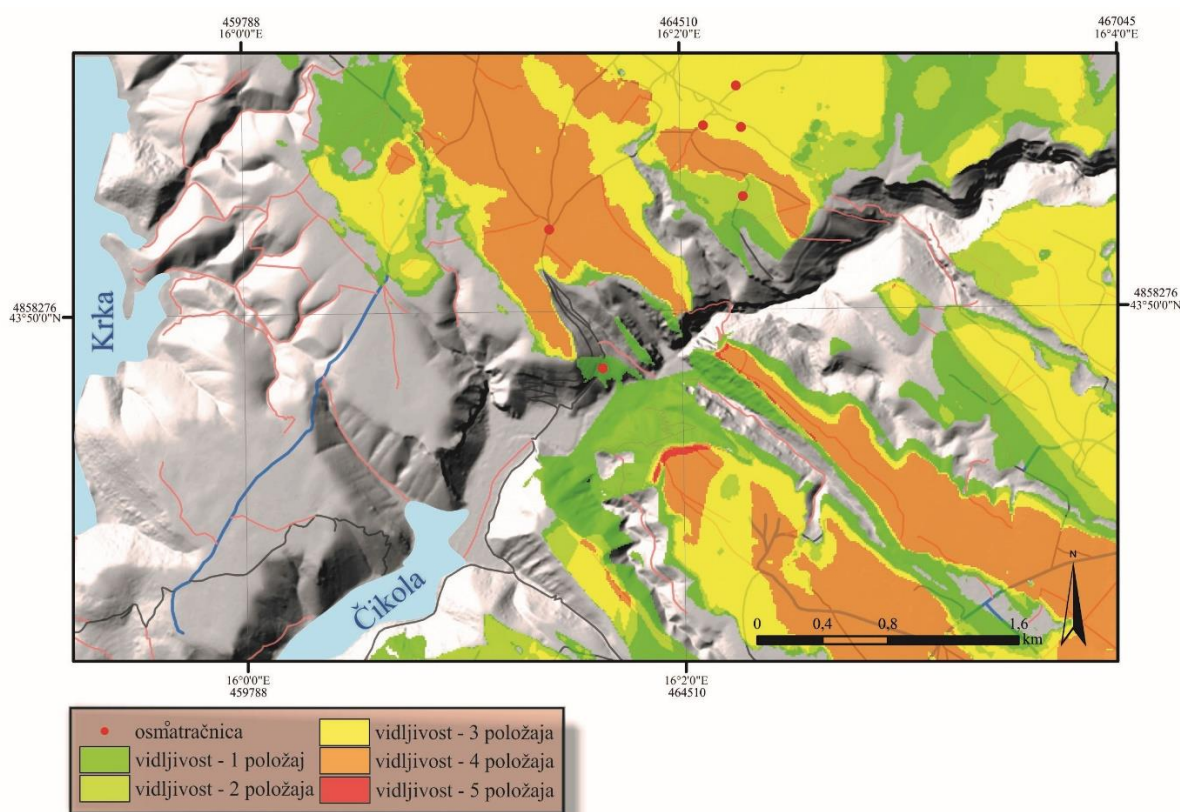 459788
16°0'0"E
464510
16°2'0"E
467045
16°4'0"E
4858276
43°50'0"N
4858276
43°50'0"N
Krka
Čikola
N
0 0,4 0,8 1,6
km
16°0'0"E
459788
16°2'0"E
464510
osmatračnica
vidljivost - 1 položaj
vidljivost - 2 položaja
vidljivost - 3 položaja
vidljivost - 4 položaja
vidljivost - 5 položaja